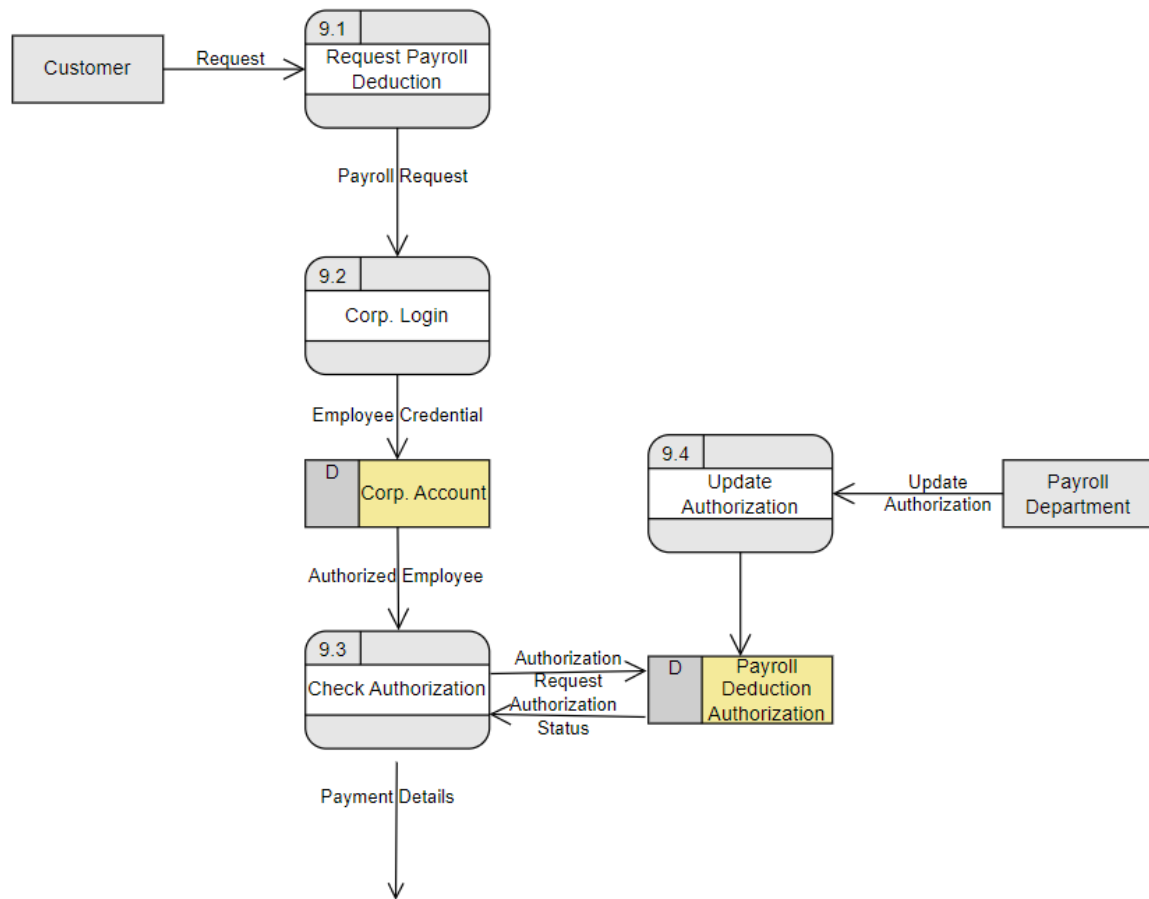 9.1
Customer
Request
Request Payroll
Deduction
Payroll Request
9.2
Corp. Login
Employee Credential
D
Corp. Account
9.4
Update
Authorization
Update
Authorization
Payroll
Department
Authorized Employee
9.3
Check Authorization
Authorization
Request
Authorization
Status
D
Payroll
Deduction
Authorization
Payment Details